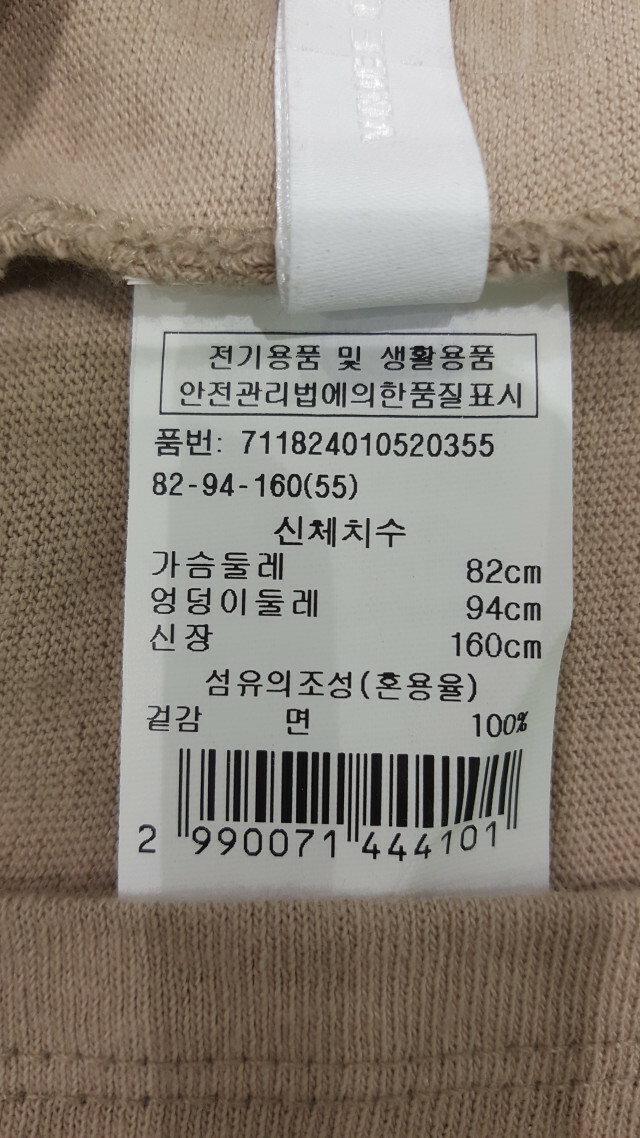 전기용품 및 생활용품
안전관리법에의한품질표시
품번: 711824010520355
82-94-160(55)
신체치수
가슴둘레 82cm
엉덩이둘레 94cm
신장 160cm
섬유의조성(혼용율)
겉감 면 100%
2 990071 444101